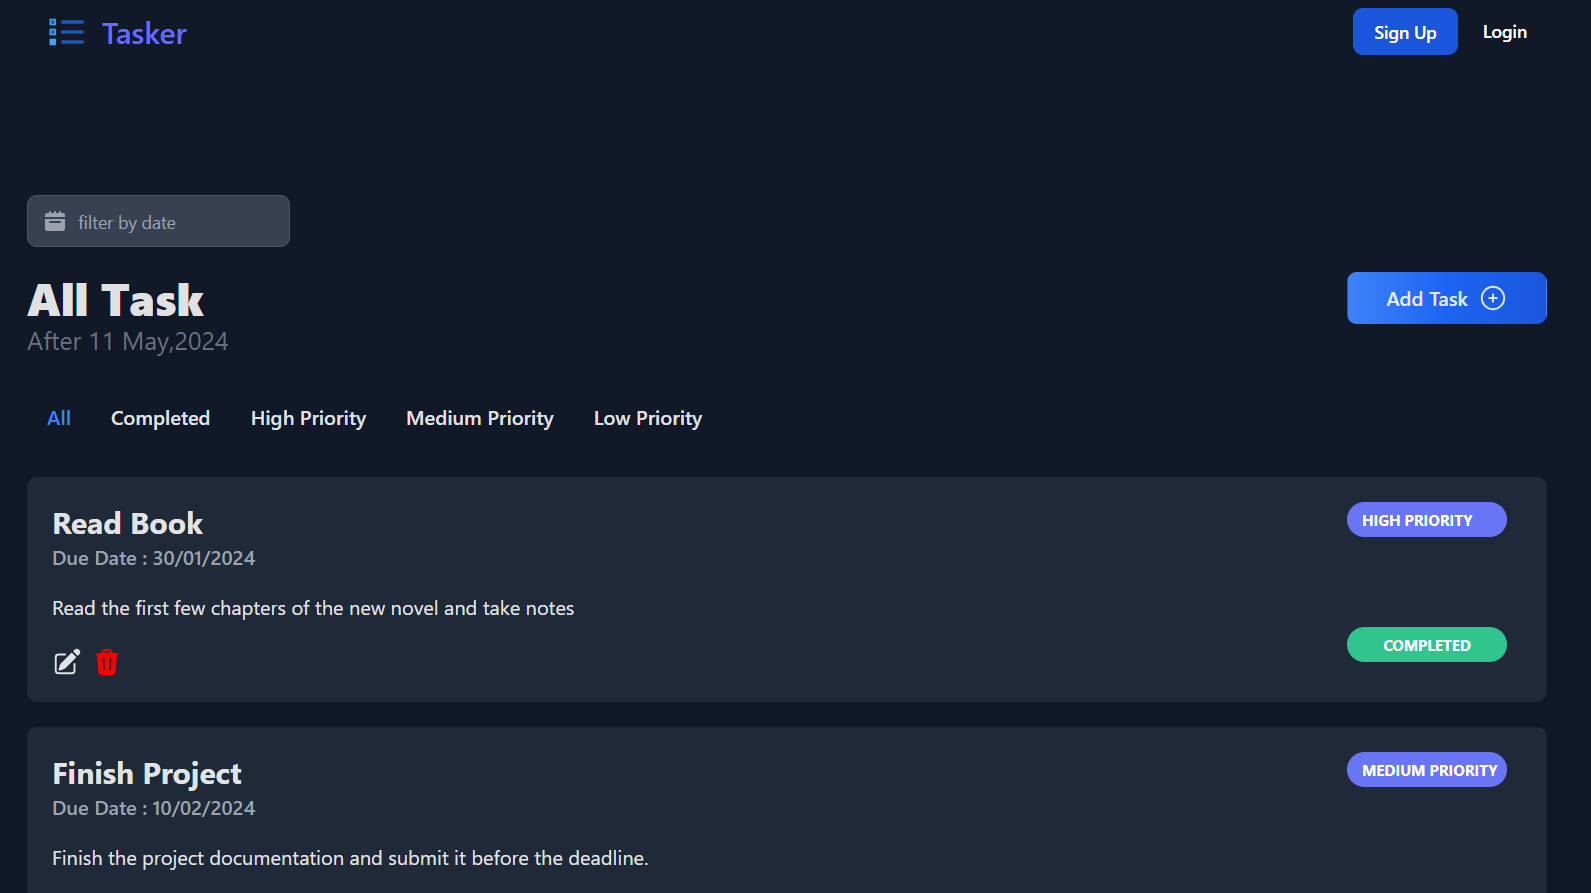 Tasker
Sign Up
Login
filter by date
All Task
After 11 May,2024
Add Task
All
Completed
High Priority
Medium Priority
Low Priority
Read Book
HIGH PRIORITY
Due Date : 30/01/2024
Read the first few chapters of the new novel and take notes
COMPLETED
Finish Project
MEDIUM PRIORITY
Due Date : 10/02/2024
Finish the project documentation and submit it before the deadline.